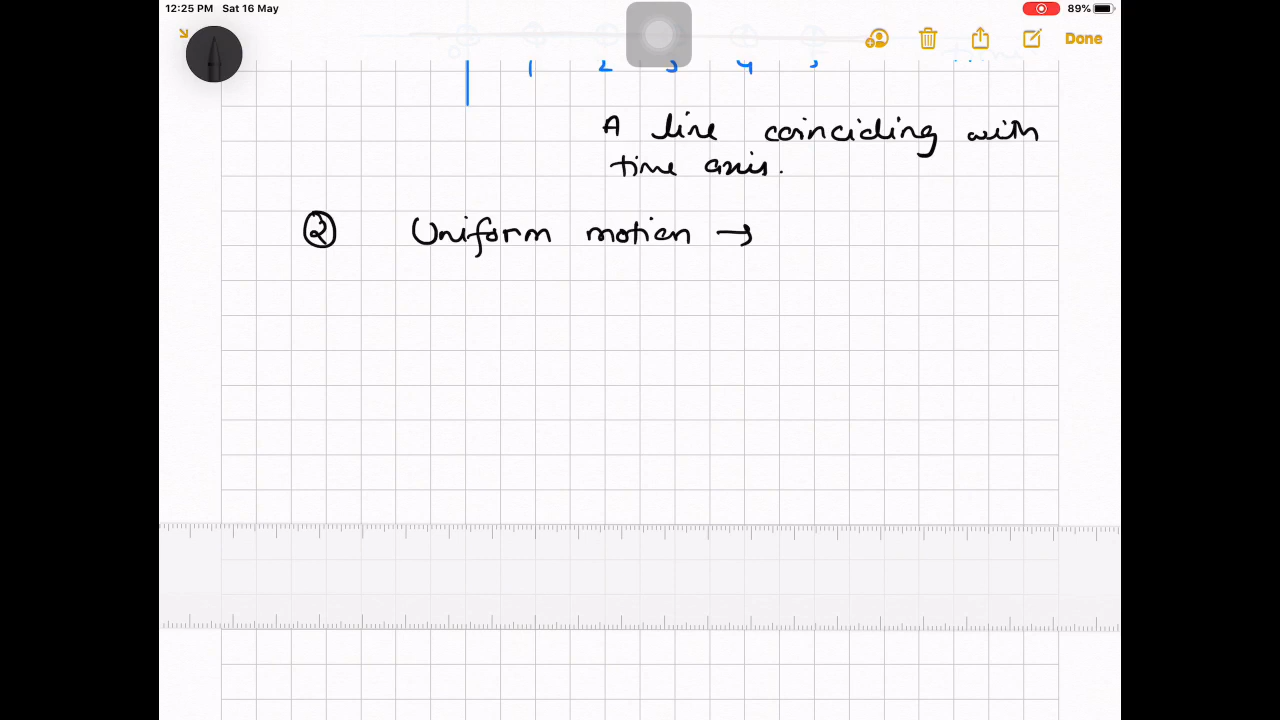 12:25 PM Sat 16 May 89%
Done
1 2 3 4 5
A line coinciding with
time axis.
② Uniform motion →